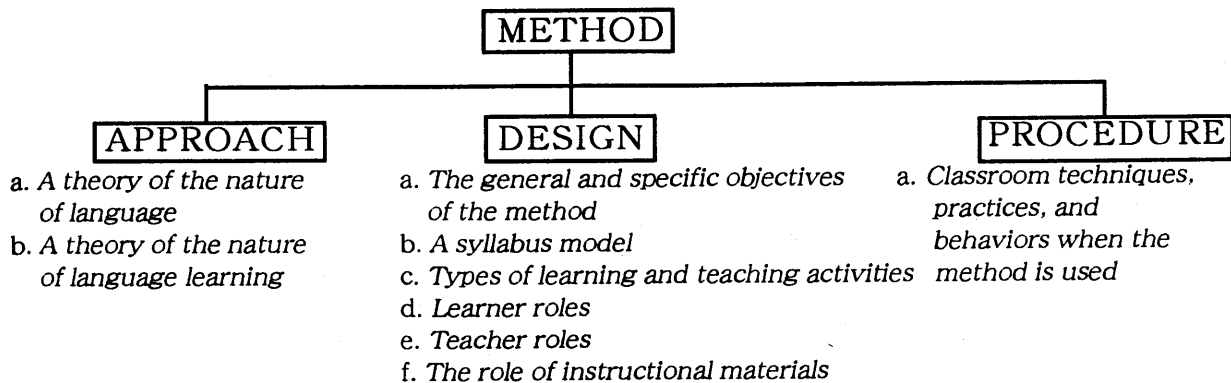 METHOD
APPROACH
a. A theory of the nature
of language
b. A theory of the nature
of language learning
DESIGN
a. The general and specific objectives
of the method
b. A syllabus model
c. Types of learning and teaching activities
d. Learner roles
e. Teacher roles
f. The role of instructional materials
PROCEDURE
a. Classroom techniques,
practices, and
behaviors when the
method is used